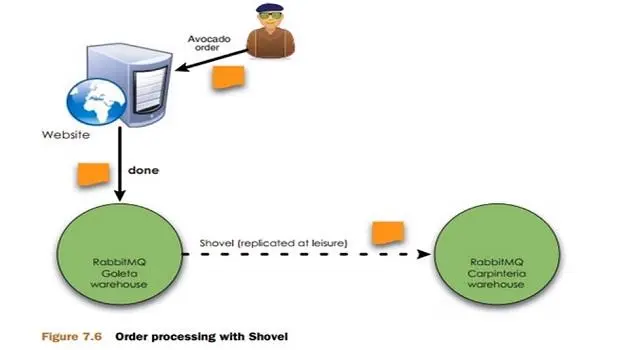 Avocado
order
Website
done
Shovel (replicated at leisure)
RabbitMQ
Goleta
warehouse
RabbitMQ
Carpinteria
warehouse
Figure 7.6 Order processing with Shovel